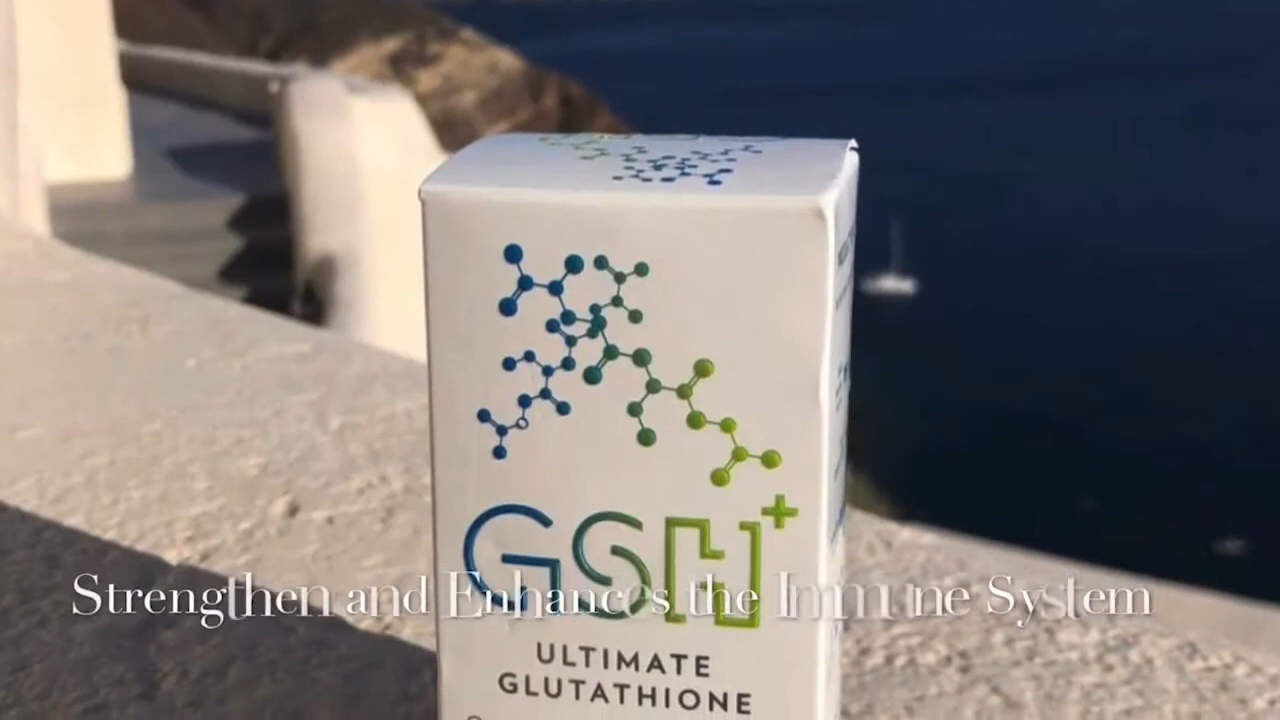 GSH+
Strengthen and Enhances the Immune System
ULTIMATE
GLUTATHIONE